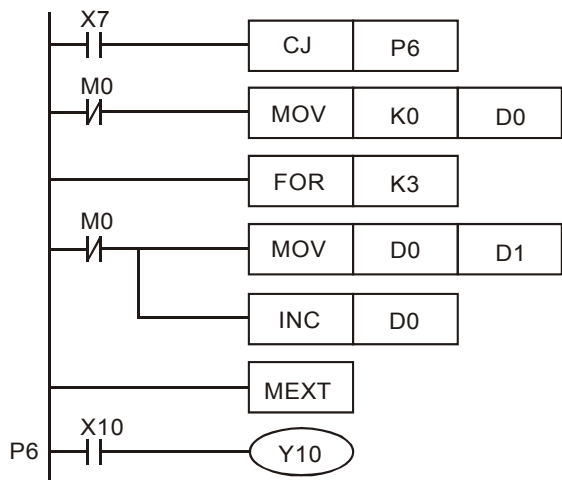 X7
CJ P6
M0
MOV K0 D0
FOR K3
M0
MOV D0 D1
INC D0
MEXT
X10
P6 Y10